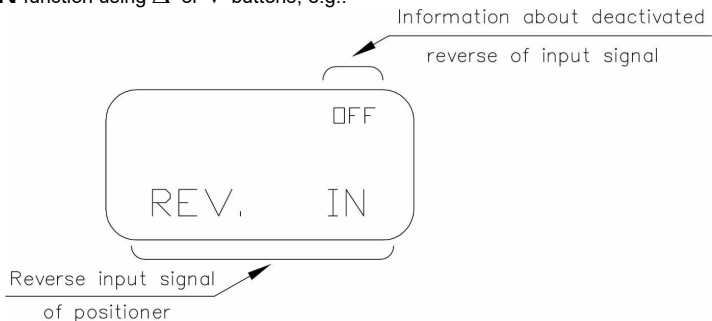 N function using △ or ▽ buttons, e.g.:
Information about deactivated
reverse of input signal
OFF
REV. IN
Reverse input signal
of positioner